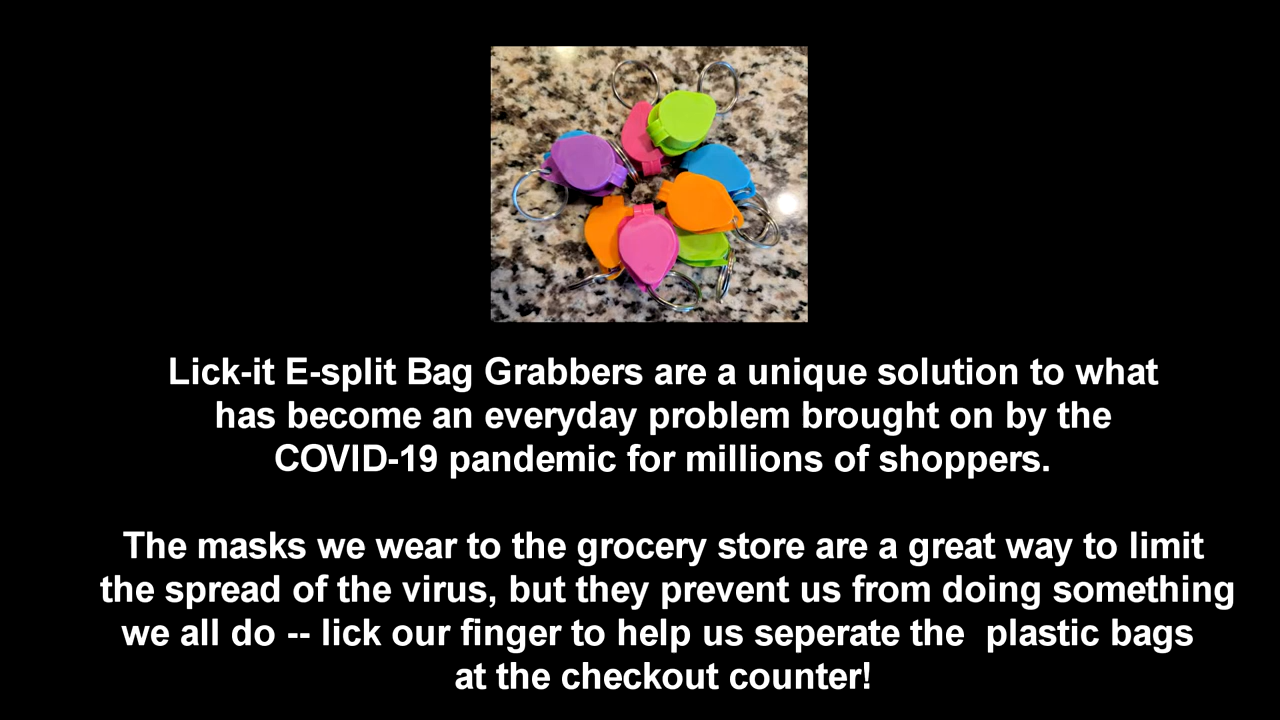 Lick-it E-split Bag Grabbers are a unique solution to what
has become an everyday problem brought on by the
COVID-19 pandemic for millions of shoppers.
The masks we wear to the grocery store are a great way to limit
the spread of the virus, but they prevent us from doing something
we all do -- lick our finger to help us seperate the  plastic bags
at the checkout counter!